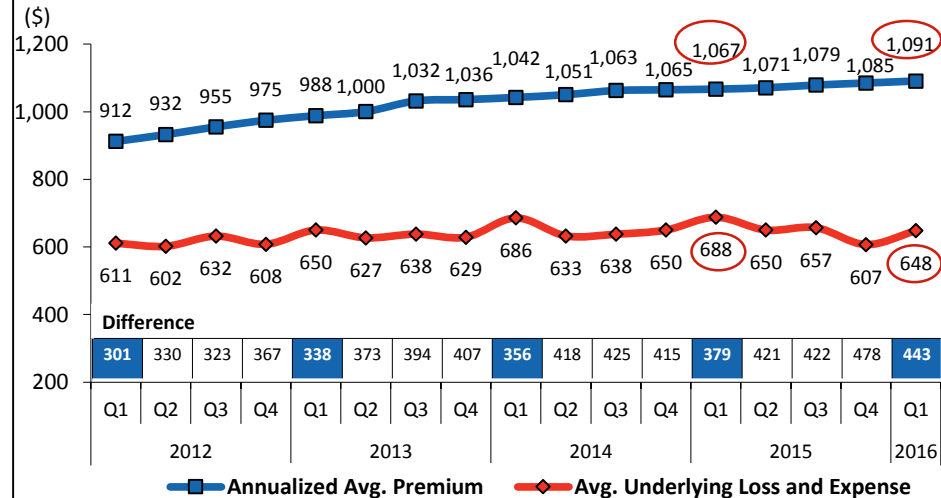 ($)
1,200
1,000
800
600
400
200
912 932 955 975 988 1,000 1,032 1,036 1,042 1,051 1,063 1,065 1,067 1,071 1,079 1,085 1,091
611 602 632 608 650 627 638 629 686 633 638 650 688 650 657 607 648
Difference
301 330 323 367 338 373 394 407 356 418 425 415 379 421 422 478 443
Q1 Q2 Q3 Q4 Q1 Q2 Q3 Q4 Q1 Q2 Q3 Q4 Q1 Q2 Q3 Q4 Q1
2012 2013 2014 2015 2016
Annualized Avg. Premium Avg. Underlying Loss and Expense